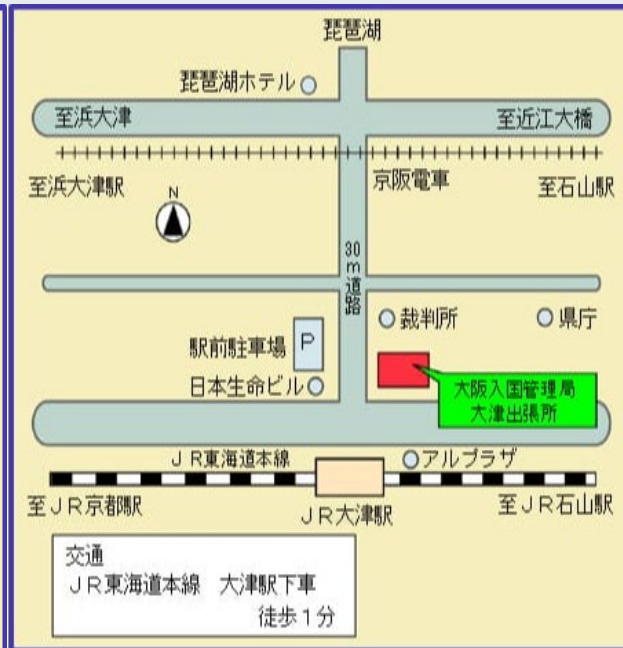 琵琶湖
琵琶湖ホテル
至浜大津
至近江大橋
京阪電車
至浜大津駅
至石山駅
N
30m道路
裁判所
県庁
駅前駐車場
P
日本生命ビル
大阪入国管理局
大津出張所
JR東海道本線
アルプラザ
至JR京都駅
JR大津駅
至JR石山駅
交通
JR東海道本線　大津駅下車
徒歩1分